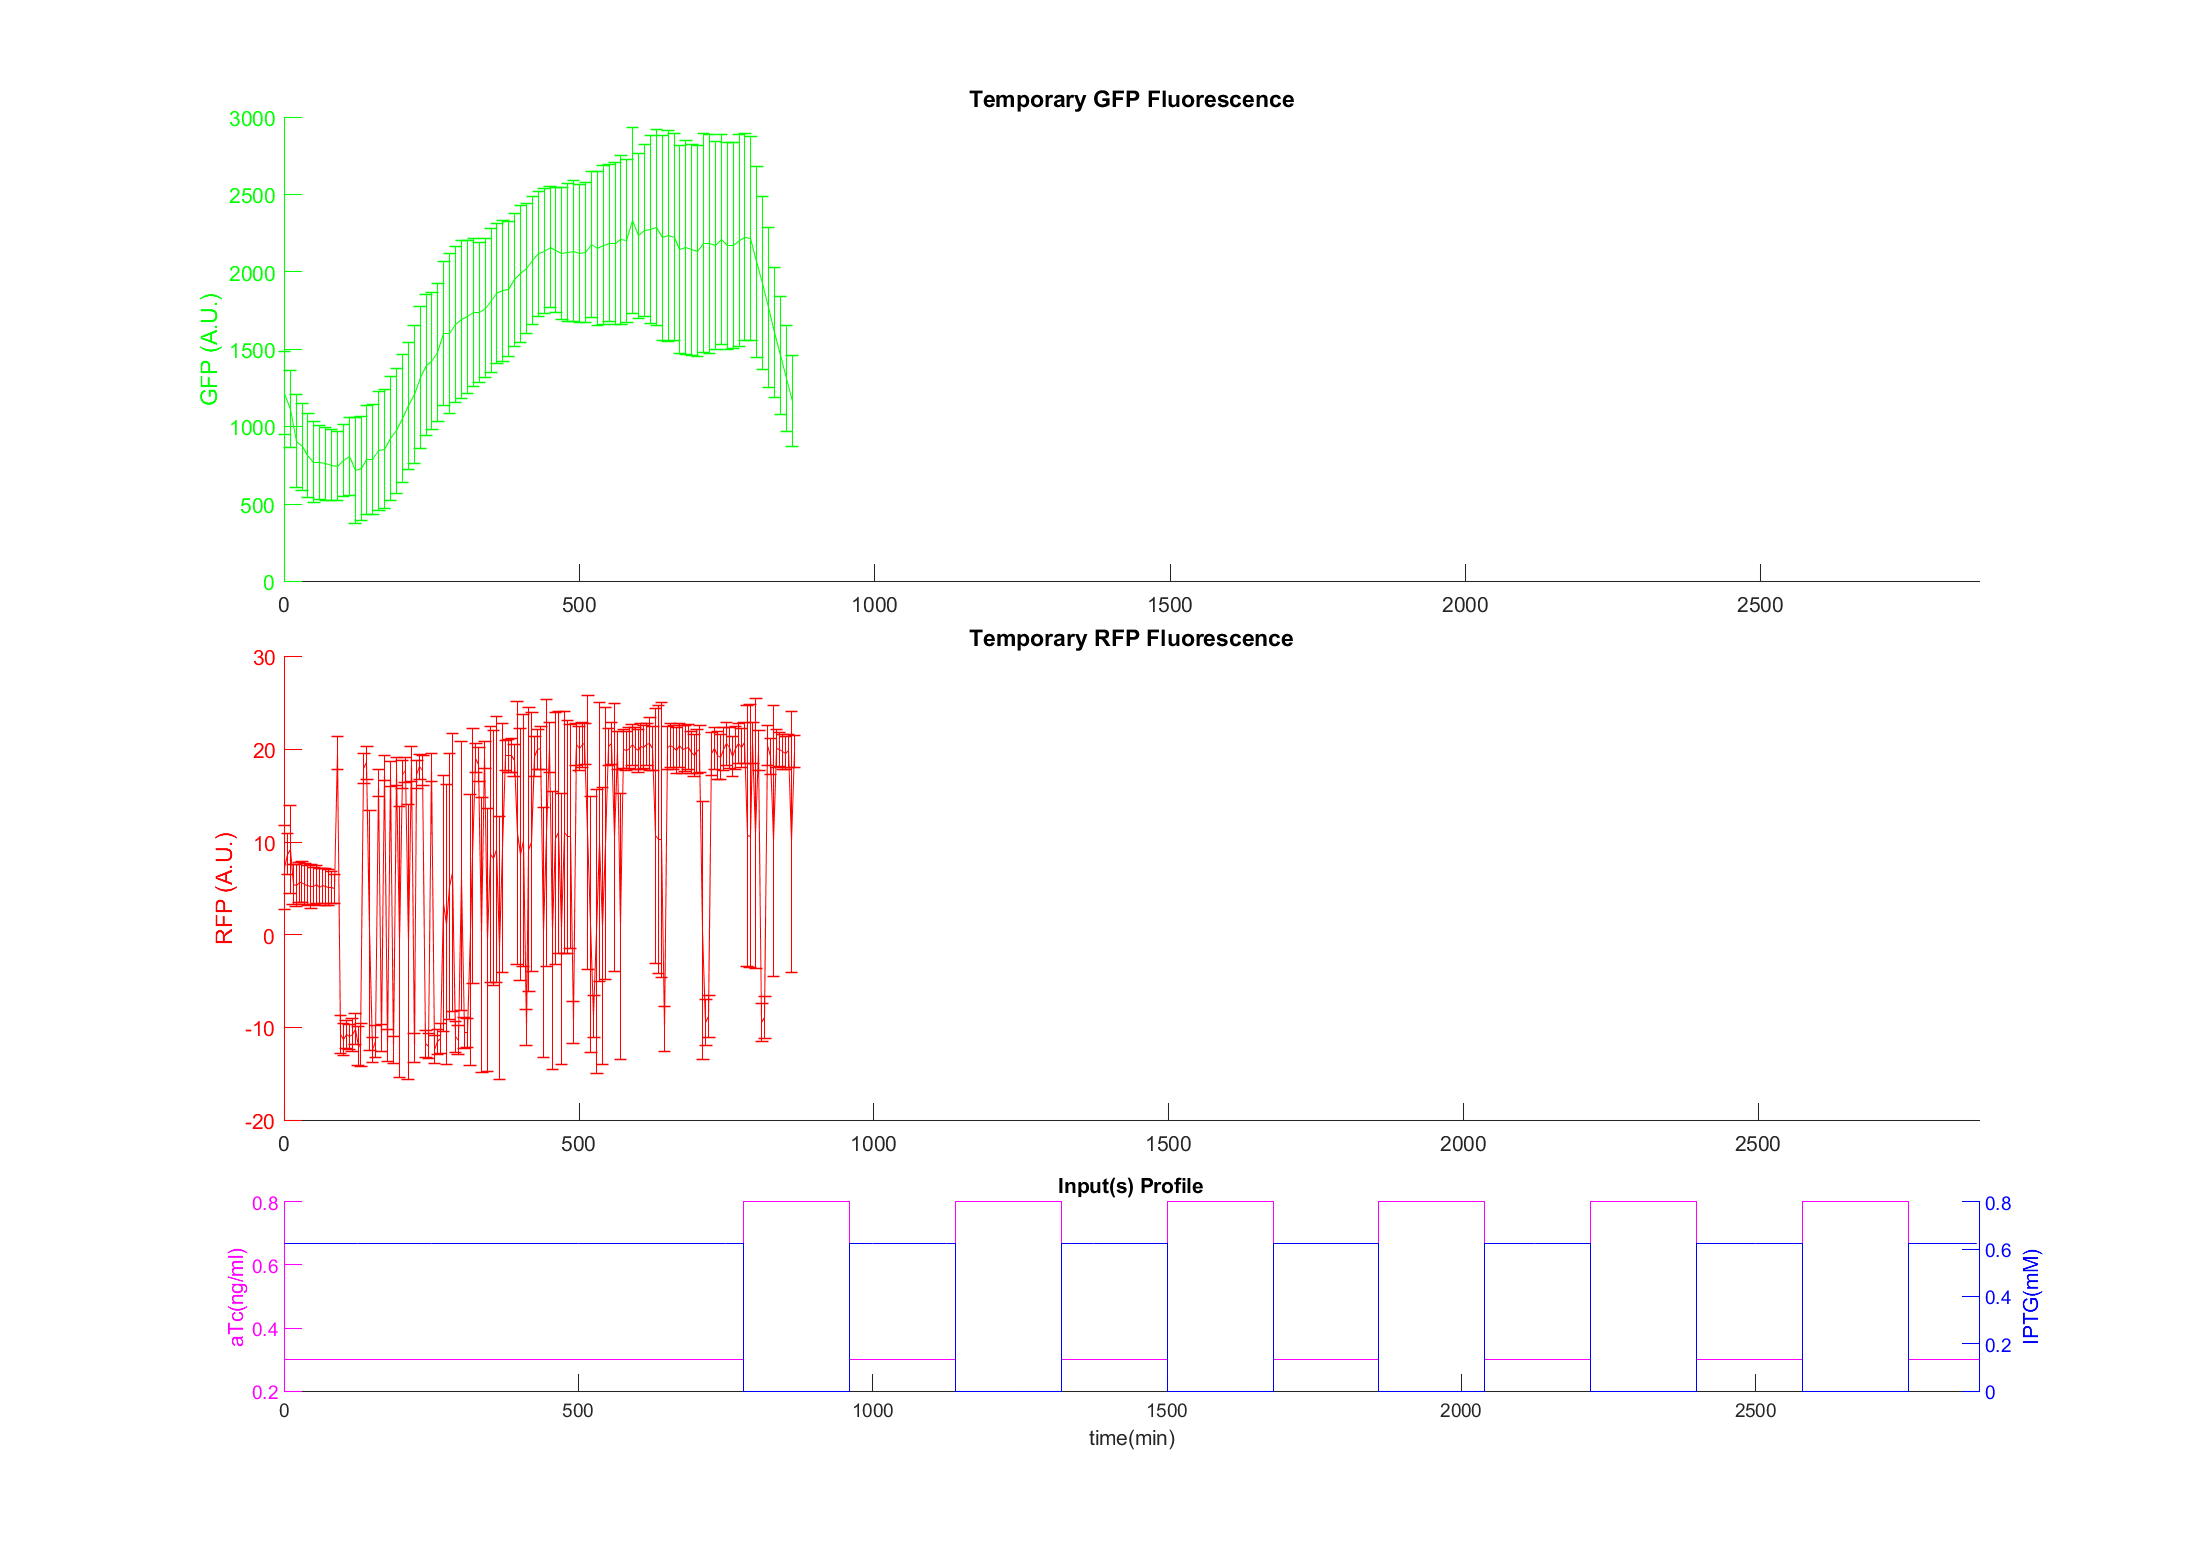 Temporary GFP Fluorescence
GFP (A.U.)
3000
2500
2000
1500
1000
500
0
0 500 1000 1500 2000 2500
Temporary RFP Fluorescence
RFP (A.U.)
30
20
10
0
-10
-20
0 500 1000 1500 2000 2500
Input(s) Profile
aTc(ng/ml)
0.8
0.6
0.4
0.2
IPTG(mM)
0.8
0.6
0.4
0.2
0
0 500 1000 1500 2000 2500
time(min)